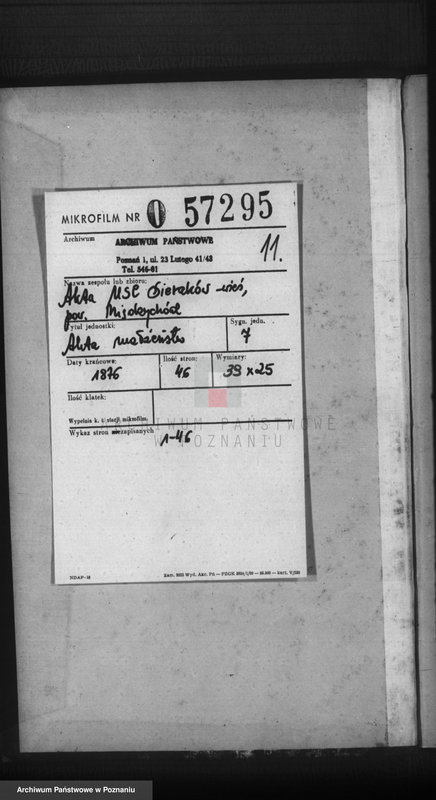 MIKROFILM NR 0 57295
Archiwum ARCHIWUM PAŃSTWOWE
Poznań 1, ul. 23 Lutego 41/43
Tel. 546-81
11.
Nazwa zespołu lub zbioru:
Akta USC Sieraków-wieś,
pow. Międzychód
Tytuł jednostki: Sygn. jedn.
Akta małżeństw 7
Daty krańcowe: Ilość stron: Wymiary:
1876 46 39 x 25
Ilość klatek:
Wypełnia k. t. stacji mikrofilm.
ARCHIWUM PAŃSTWOWE
W POZNANIU
Wykaz stron niezapisanych
1-46
NDAP-18
Archiwum Państwowe w Poznaniu